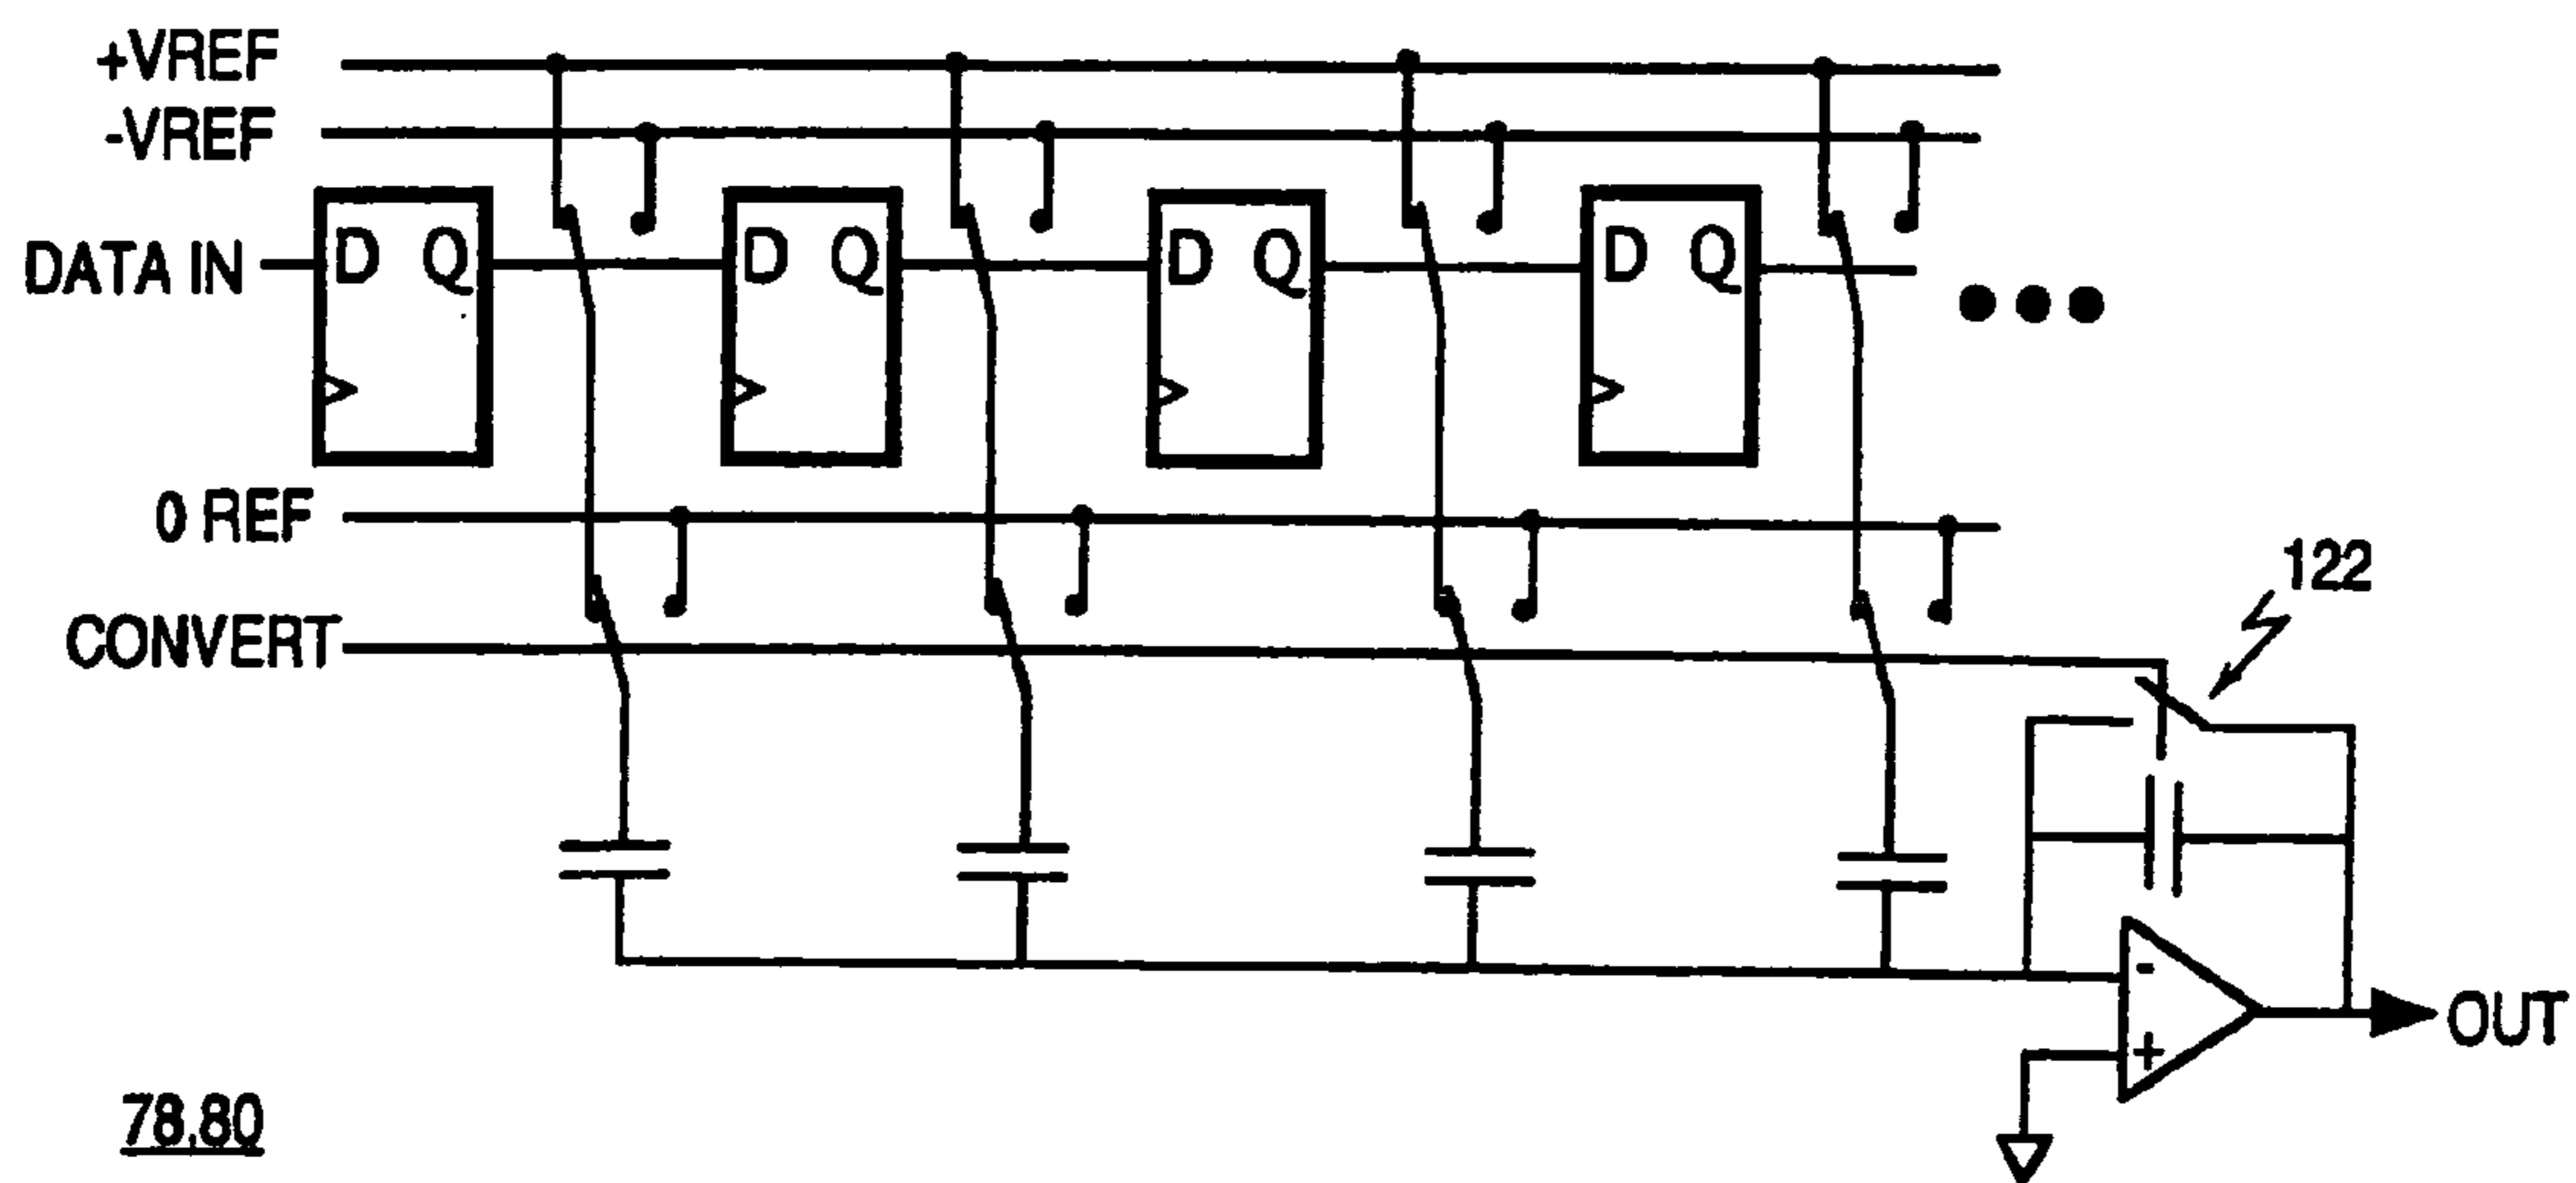 +VREF
-VREF
DATA IN
D Q
D Q
D Q
D Q
0 REF
122
CONVERT
-
+
OUT
78,80